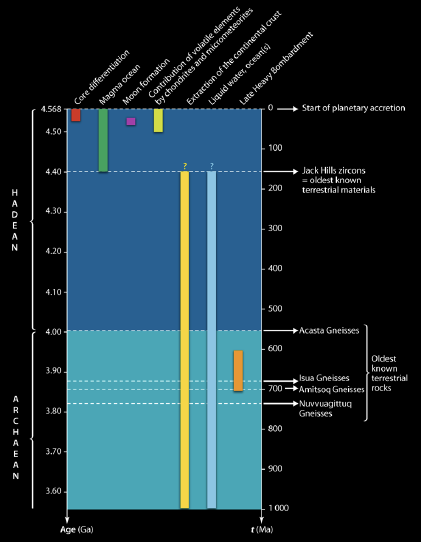 Core differentiation
Magma ocean
Moon formation
Contribution of volatile elements
by chondrites and micrometeorites
Extraction of the continental crust
Liquid water, ocean(s)
Late Heavy Bombardment
4.568
4.50
4.40
4.30
4.20
4.10
4.00
3.90
3.80
3.70
3.60
Age (Ga)
HADEAN
ARCHAEAN
?
?
0
100
200
300
400
500
600
700
800
900
1 000
t (Ma)
Start of planetary accretion
Jack Hills zircons
= oldest known
terrestrial materials
Acasta Gneisses
Isua Gneisses
Amitsoq Gneisses
Nuvvuagittuq
Gneisses
Oldest
known
terrestrial
rocks